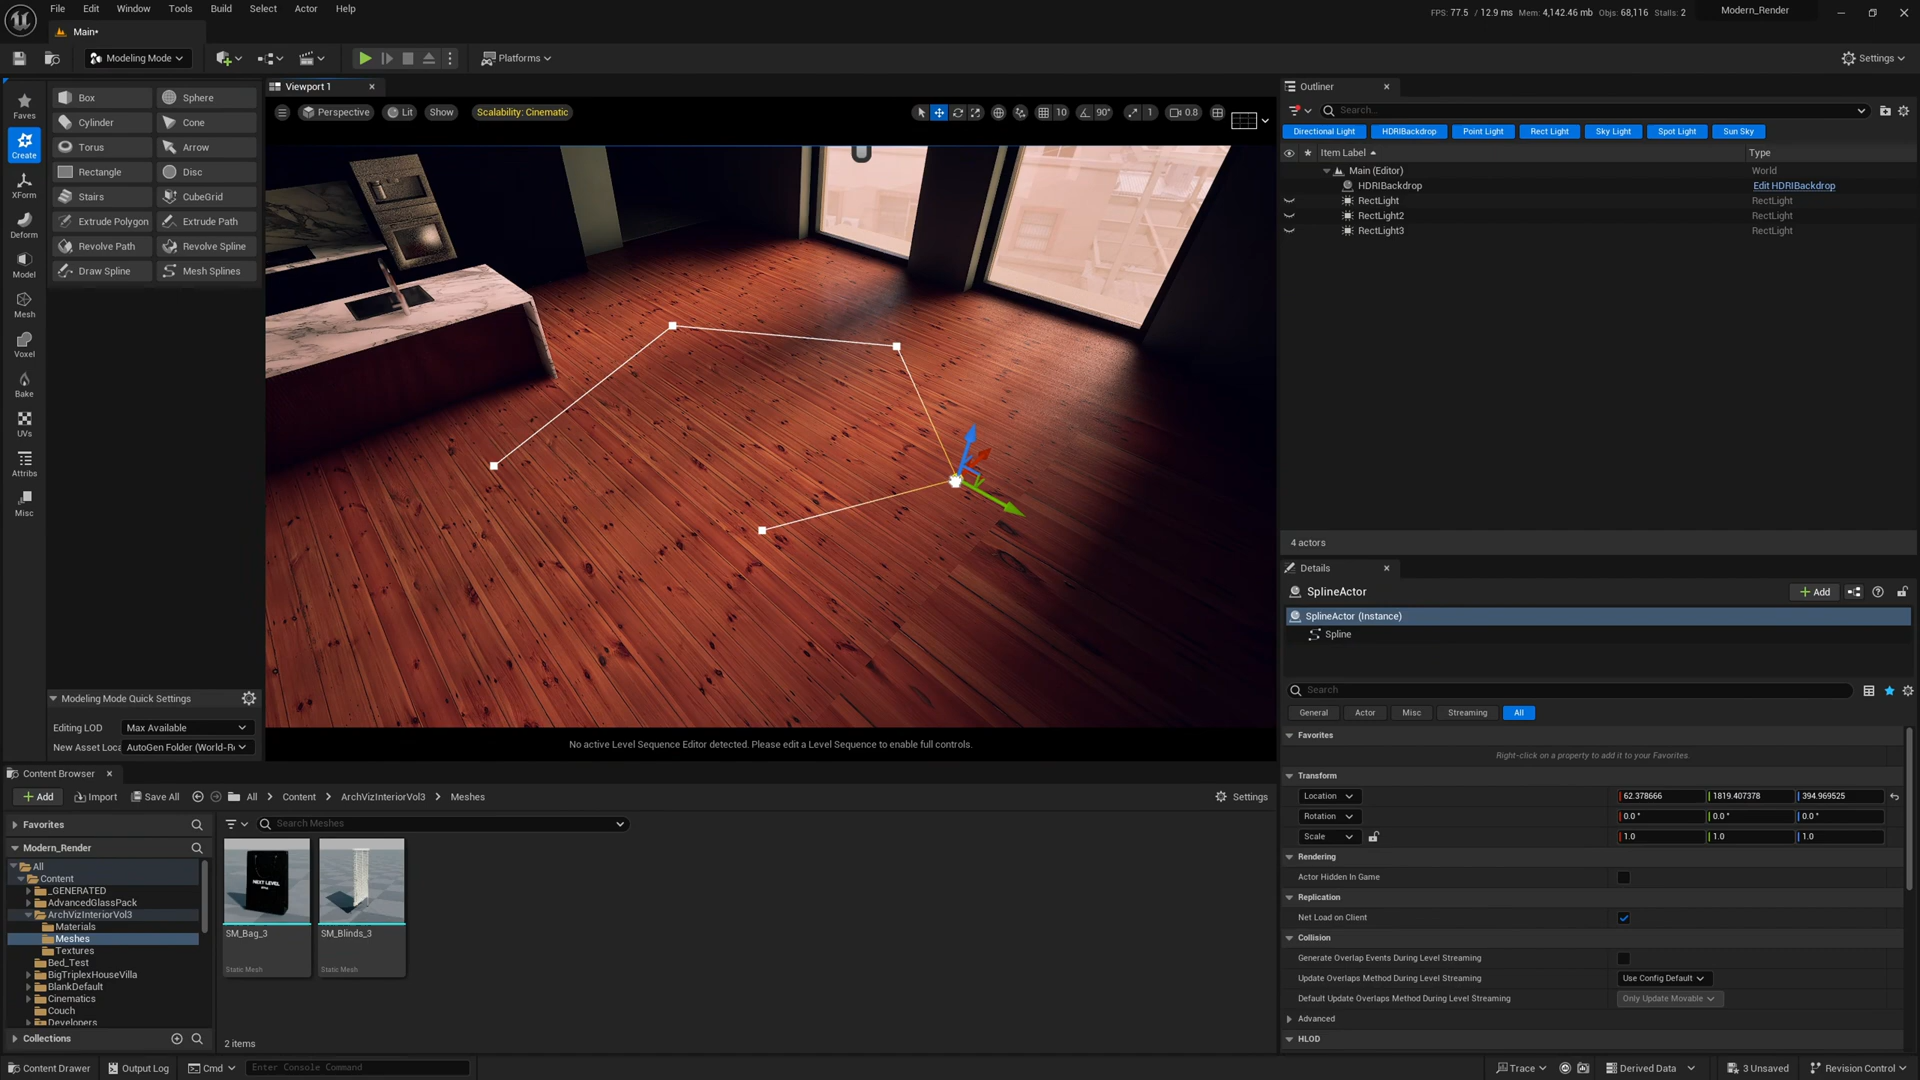 File Edit Window Tools Build Select Actor Help
FPS: 77.5 / 12.9 ms Mem: 4,142.46 mb Objs: 68,116 Stalls: 2
Modern_Render
Main•
Modeling Mode
Platforms
Settings
Faves
Create
XForm
Deform
Model
Mesh
Voxel
Bake
UVs
Attribs
Misc
Box Sphere
Cylinder Cone
Torus Arrow
Rectangle Disc
Stairs CubeGrid
Extrude Polygon Extrude Path
Revolve Path Revolve Spline
Draw Spline Mesh Splines
Modeling Mode Quick Settings
Editing LOD Max Available
New Asset Loca AutoGen Folder (World-R
Viewport 1
Perspective Lit Show Scalability: Cinematic
10 90° 1 0.8
No active Level Sequence Editor detected. Please edit a Level Sequence to enable full controls.
Outliner
Search...
Directional Light HDRIBackdrop Point Light Rect Light Sky Light Spot Light Sun Sky
Item Label Type
Main (Editor) World
HDRIBackdrop Edit HDRIBackdrop
RectLight RectLight
RectLight2 RectLight
RectLight3 RectLight
4 actors
Details
SplineActor
Add
SplineActor (Instance)
Spline
Search
General Actor Misc Streaming All
Favorites
Right-click on a property to add it to your Favorites.
Transform
Location 62.378666 1819.407378 394.969525
Rotation 0.0 ° 0.0 ° 0.0 °
Scale 1.0 1.0 1.0
Rendering
Actor Hidden In Game
Replication
Net Load on Client
Collision
Generate Overlap Events During Level Streaming
Update Overlaps Method During Level Streaming Use Config Default
Default Update Overlaps Method During Level Streaming Only Update Movable
Advanced
HLOD
Content Browser
Add Import Save All All Content ArchVizInteriorVol3 Meshes
Settings
Favorites
Search Meshes
Modern_Render
All
Content
_GENERATED
AdvancedGlassPack
ArchVizInteriorVol3
Materials
Meshes
Textures
Bed_Test
BigTriplexHouseVilla
BlankDefault
Cinematics
Couch
Developers
Collections
NEXT LEVEL
SM_Bag_3
Static Mesh
SM_Blinds_3
Static Mesh
2 items
Content Drawer Output Log Cmd Enter Console Command
Trace Derived Data 3 Unsaved Revision Control